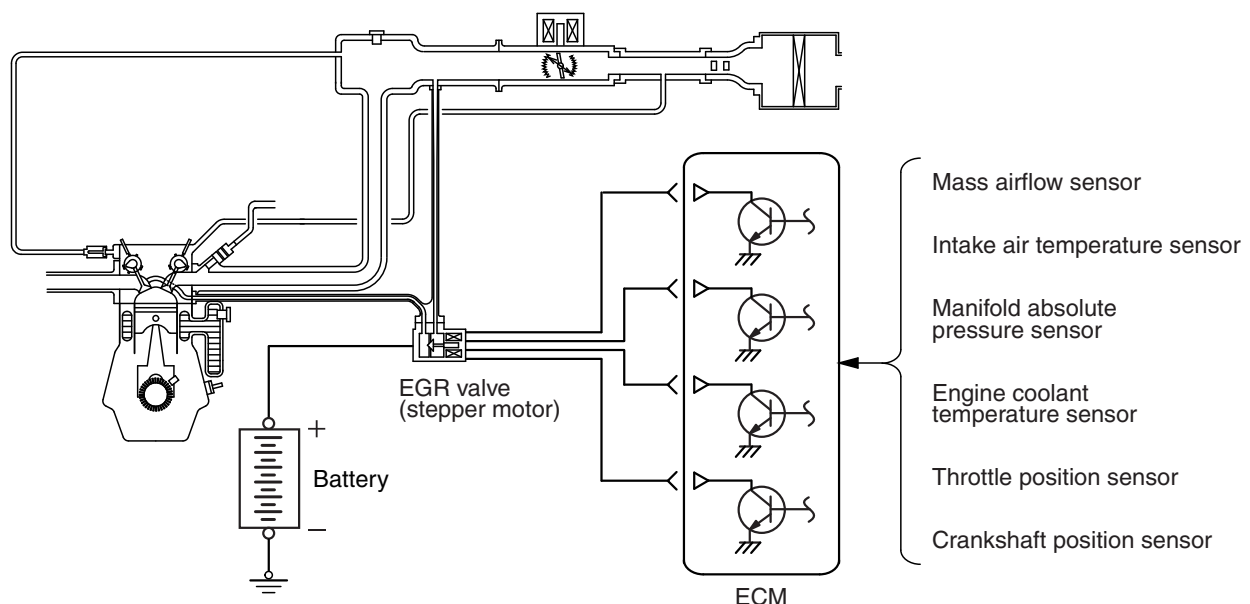 Mass airflow sensor
Intake air temperature sensor
Manifold absolute
pressure sensor
Engine coolant
temperature sensor
Throttle position sensor
Crankshaft position sensor
EGR valve
(stepper motor)
+
Battery
−
ECM